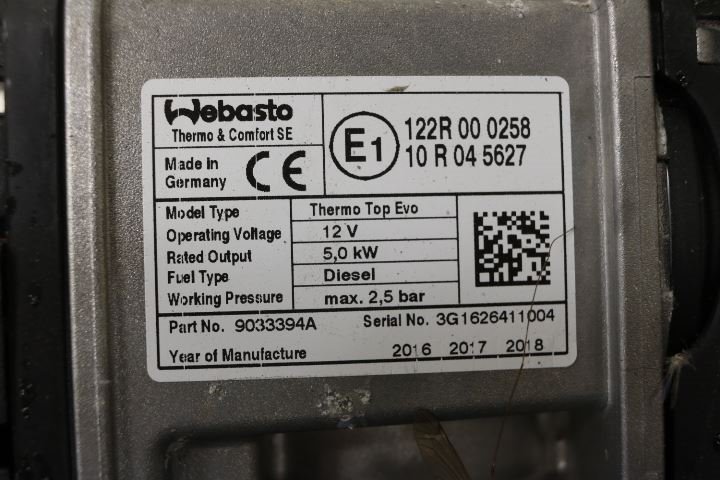 Webasto
Thermo & Comfort SE
Made in
Germany
CE
E1
122R 00 0258
10 R 04 5627
Model Type Thermo Top Evo
Operating Voltage 12 V
Rated Output 5,0 kW
Fuel Type Diesel
Working Pressure max. 2,5 bar
Part No. 9033394A Serial No. 3G1626411004
Year of Manufacture 2016 2017 2018